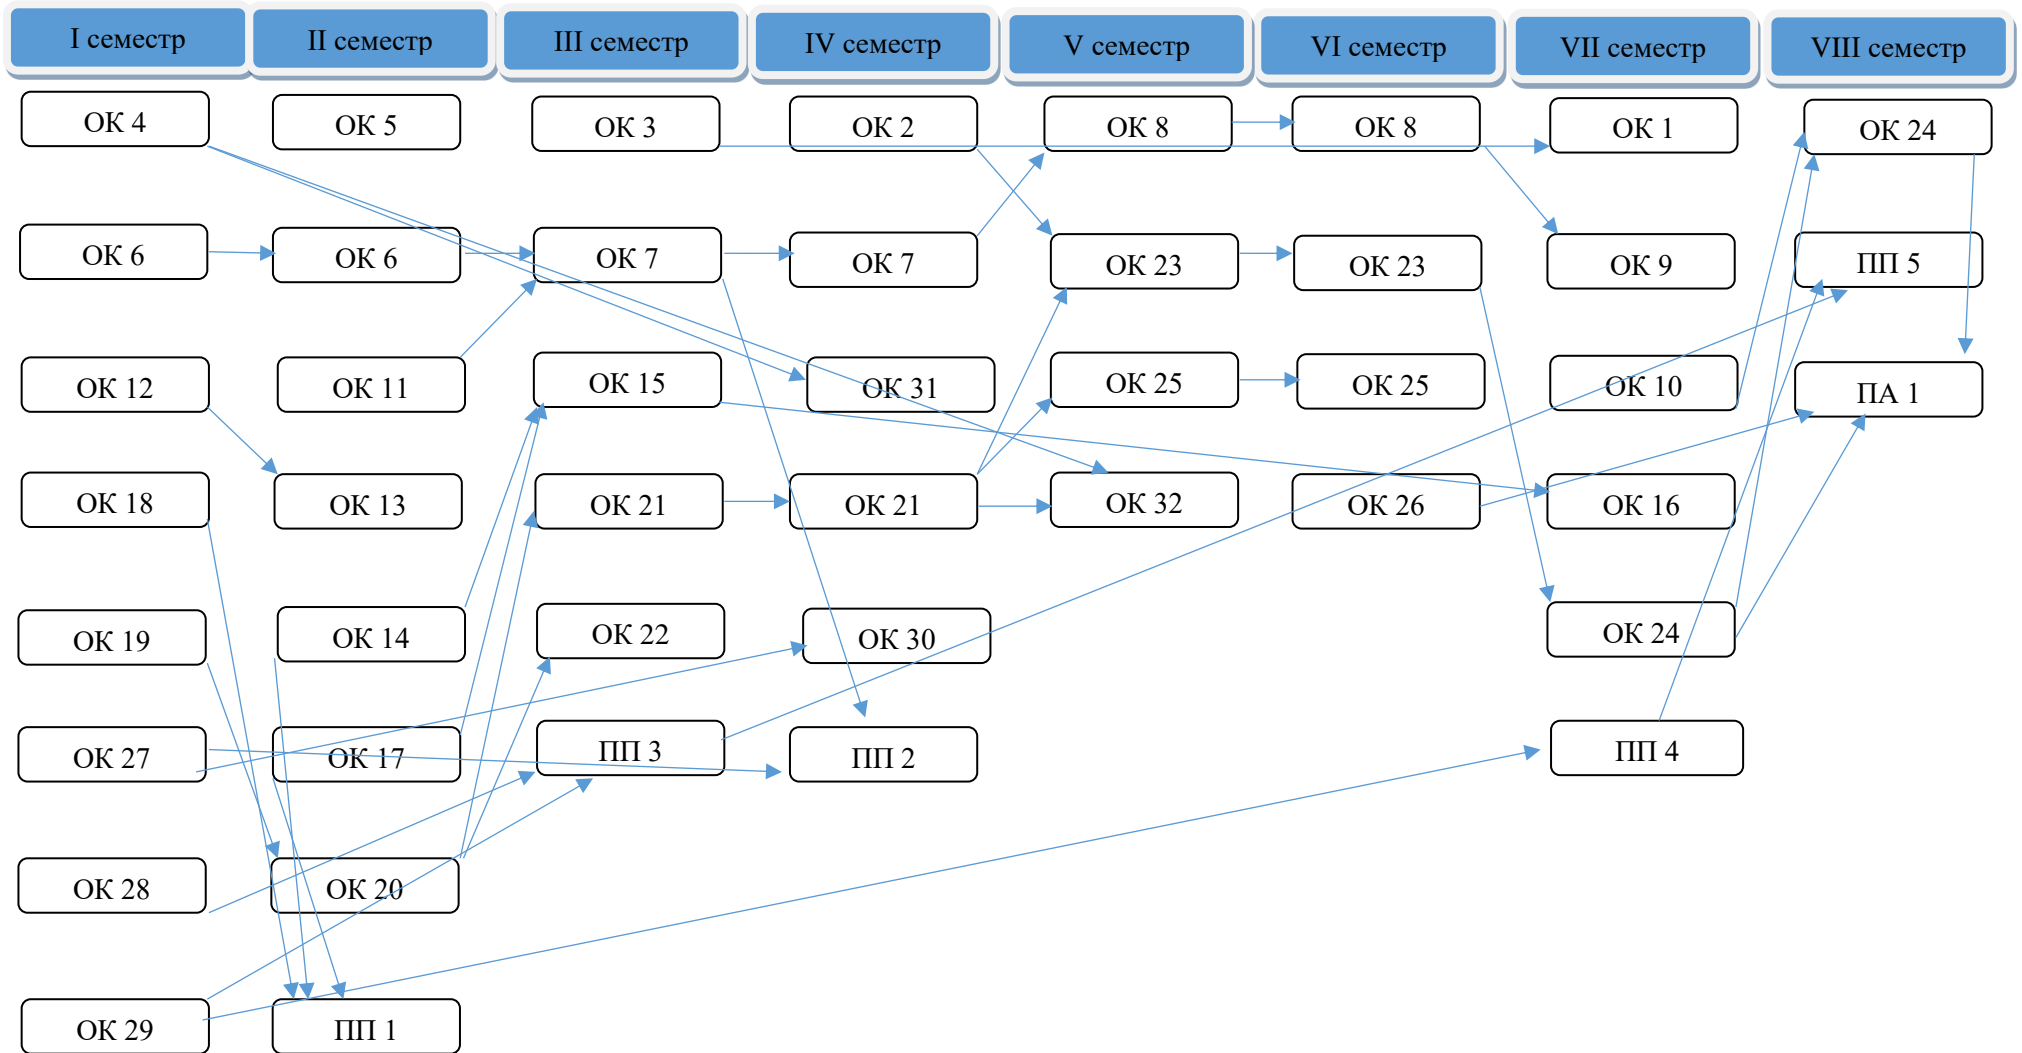 I семестр II семестр III семестр IV семестр V семестр VI семестр VII семестр VIII семестр
ОК 4 ОК 5 ОК 3 ОК 2 ОК 8 ОК 8 ОК 1 ОК 24
ОК 6 ОК 6 ОК 7 ОК 7 ОК 23 ОК 23 ОК 9 ПП 5
ОК 12 ОК 11 ОК 15 ОК 31 ОК 25 ОК 25 ОК 10 ПА 1
ОК 18 ОК 13 ОК 21 ОК 21 ОК 32 ОК 26 ОК 16
ОК 19 ОК 14 ОК 22 ОК 30 ОК 24
ОК 27 ОК 17 ПП 3 ПП 2 ПП 4
ОК 28 ОК 20
ОК 29 ПП 1